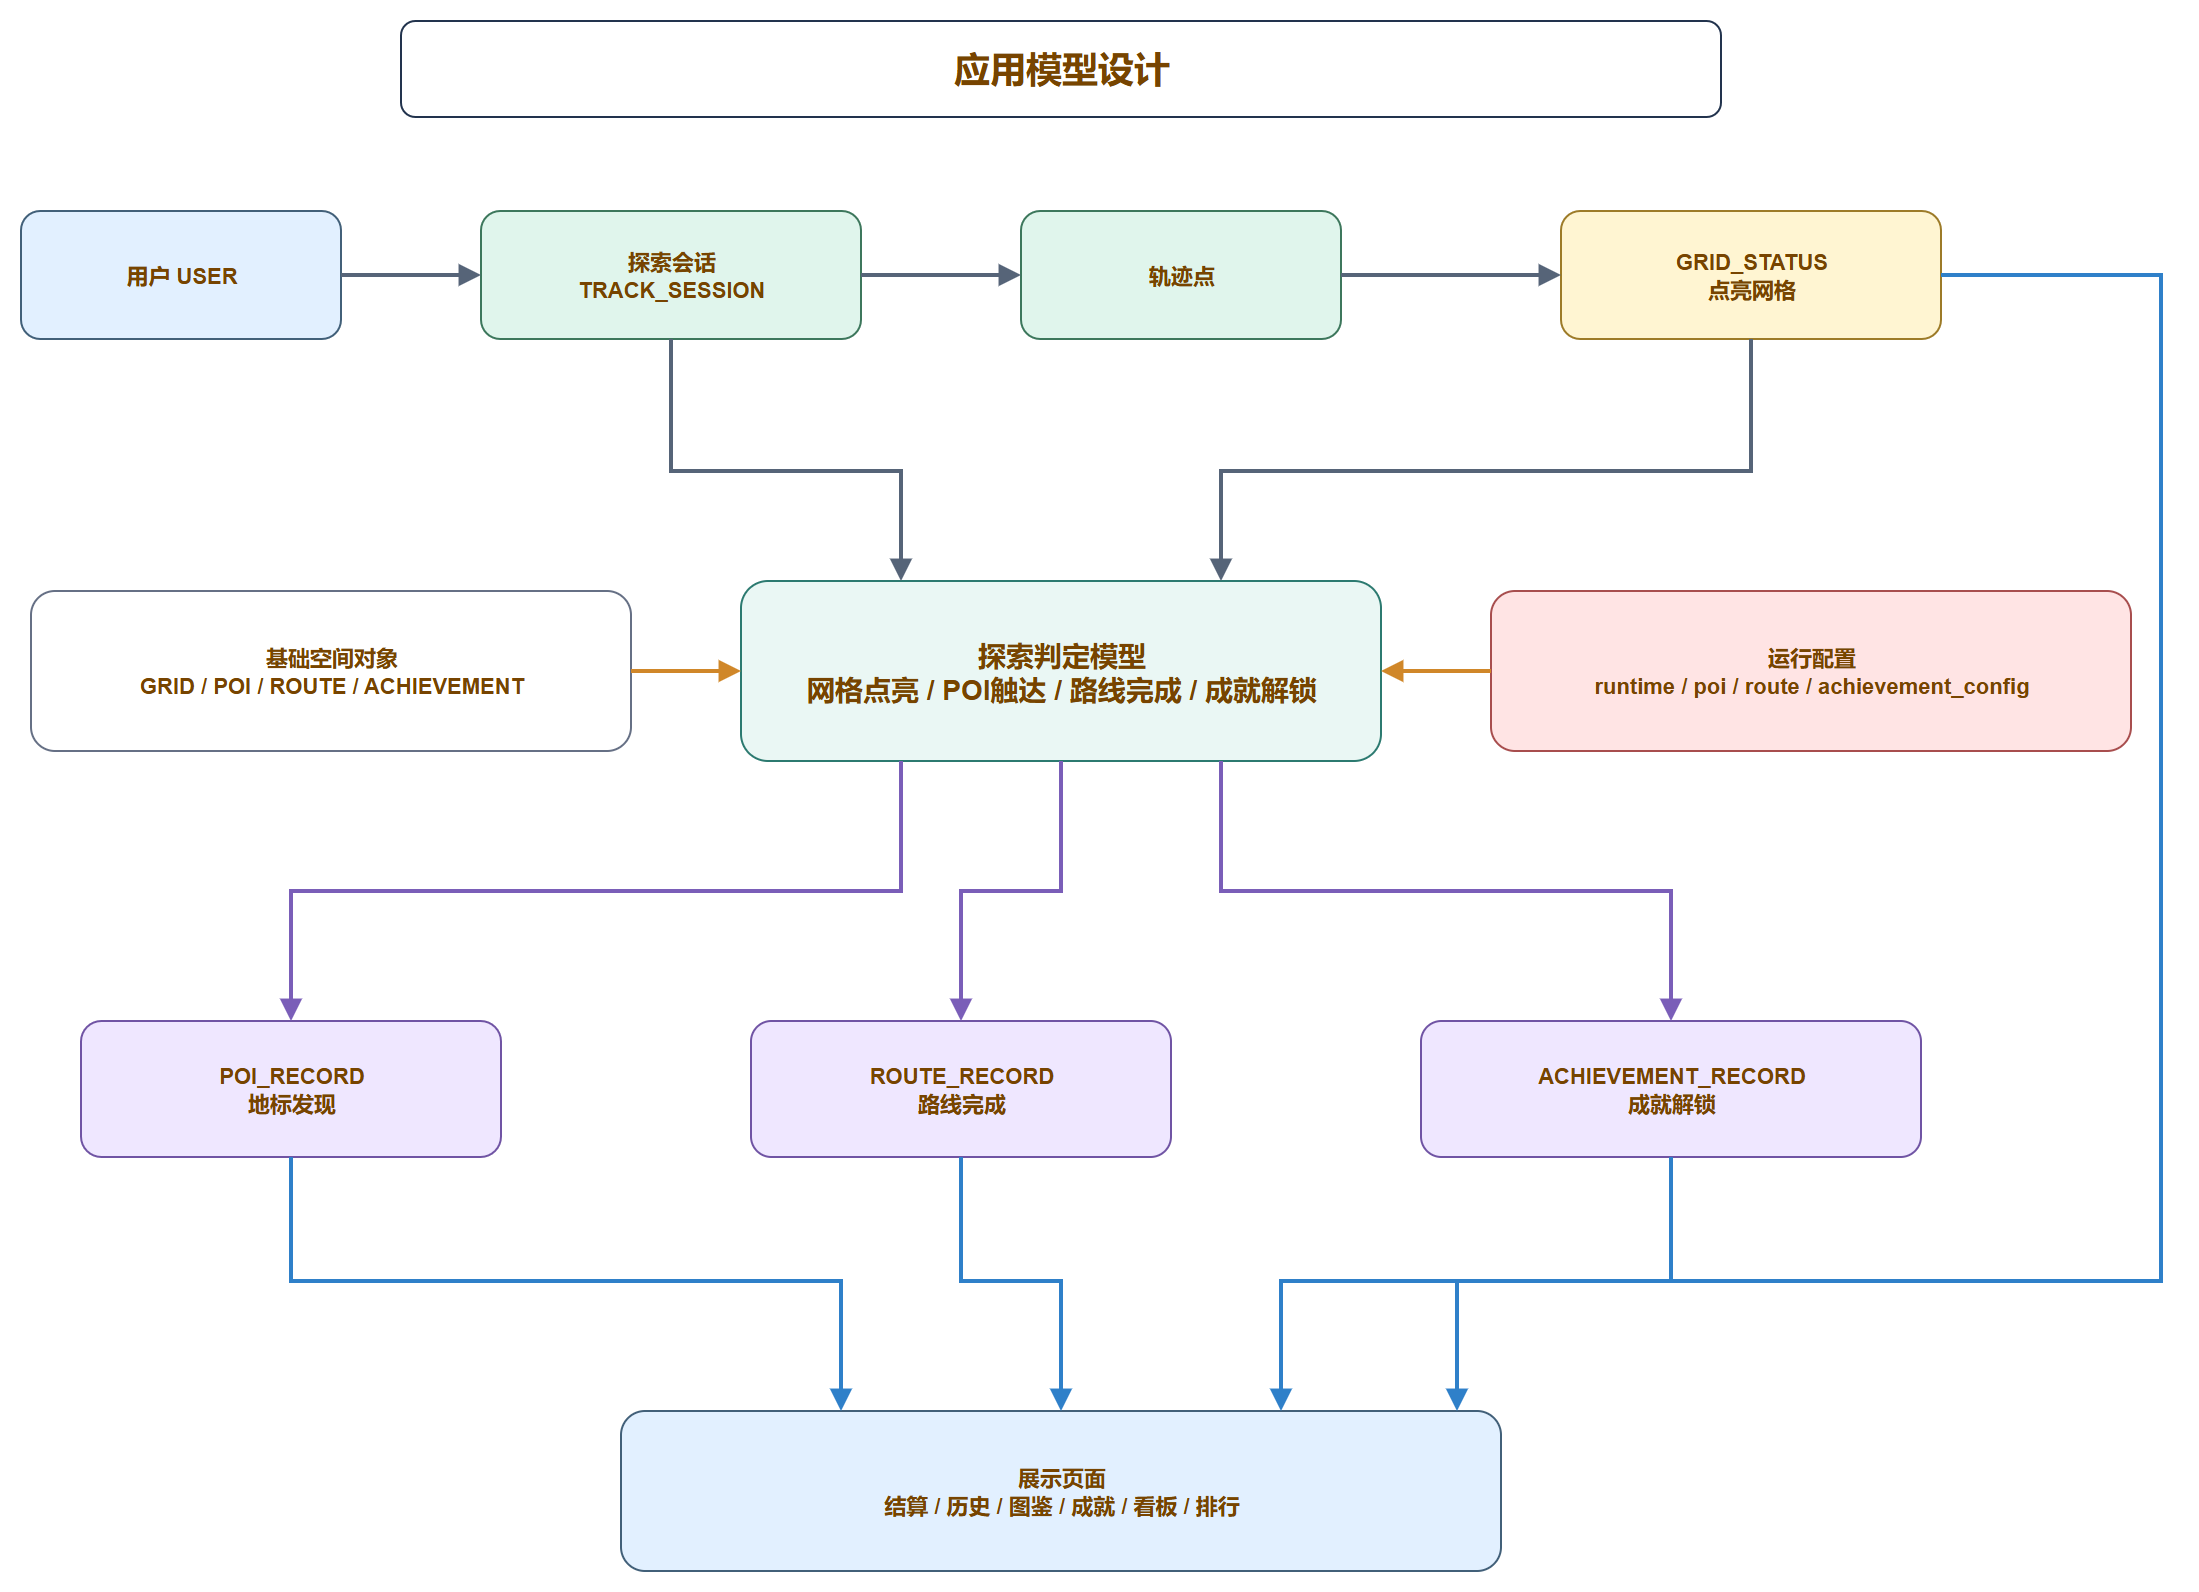 应用模型设计
用户 USER
探索会话
TRACK_SESSION
轨迹点
GRID_STATUS
点亮网格
基础空间对象
GRID / POI / ROUTE / ACHIEVEMENT
探索判定模型
网格点亮 / POI触达 / 路线完成 / 成就解锁
运行配置
runtime / poi / route / achievement_config
POI_RECORD
地标发现
ROUTE_RECORD
路线完成
ACHIEVEMENT_RECORD
成就解锁
展示页面
结算 / 历史 / 图鉴 / 成就 / 看板 / 排行